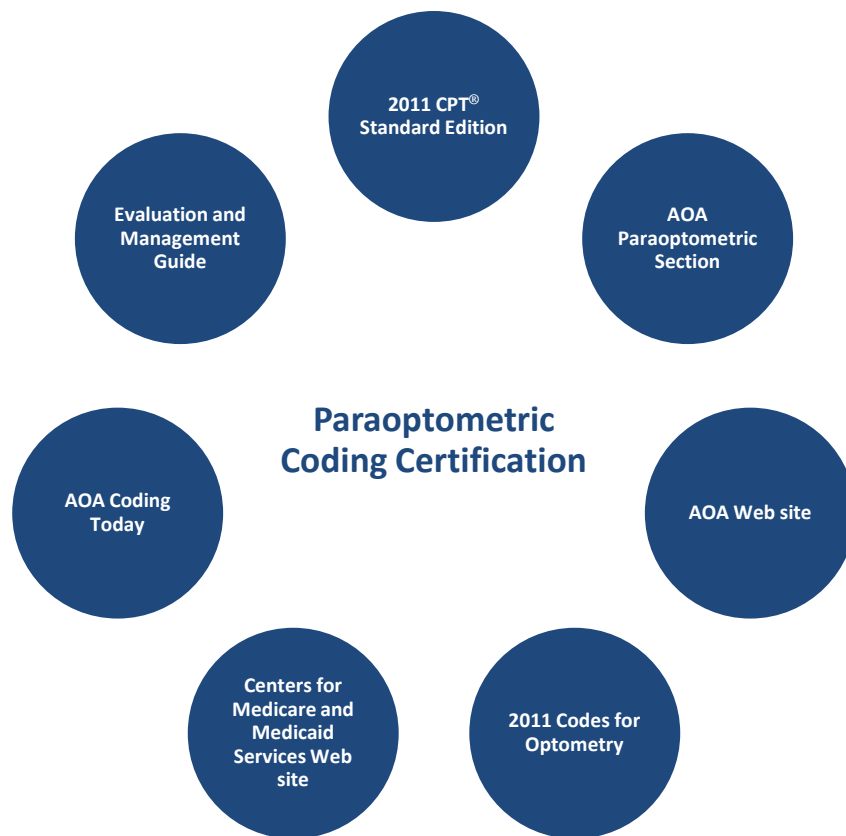 2011 CPT®
Standard Edition
AOA
Paraoptometric
Section
AOA Web site
2011 Codes for
Optometry
Centers for
Medicare and
Medicaid
Services Web
site
AOA Coding
Today
Evaluation and
Management
Guide
Paraoptometric
Coding Certification